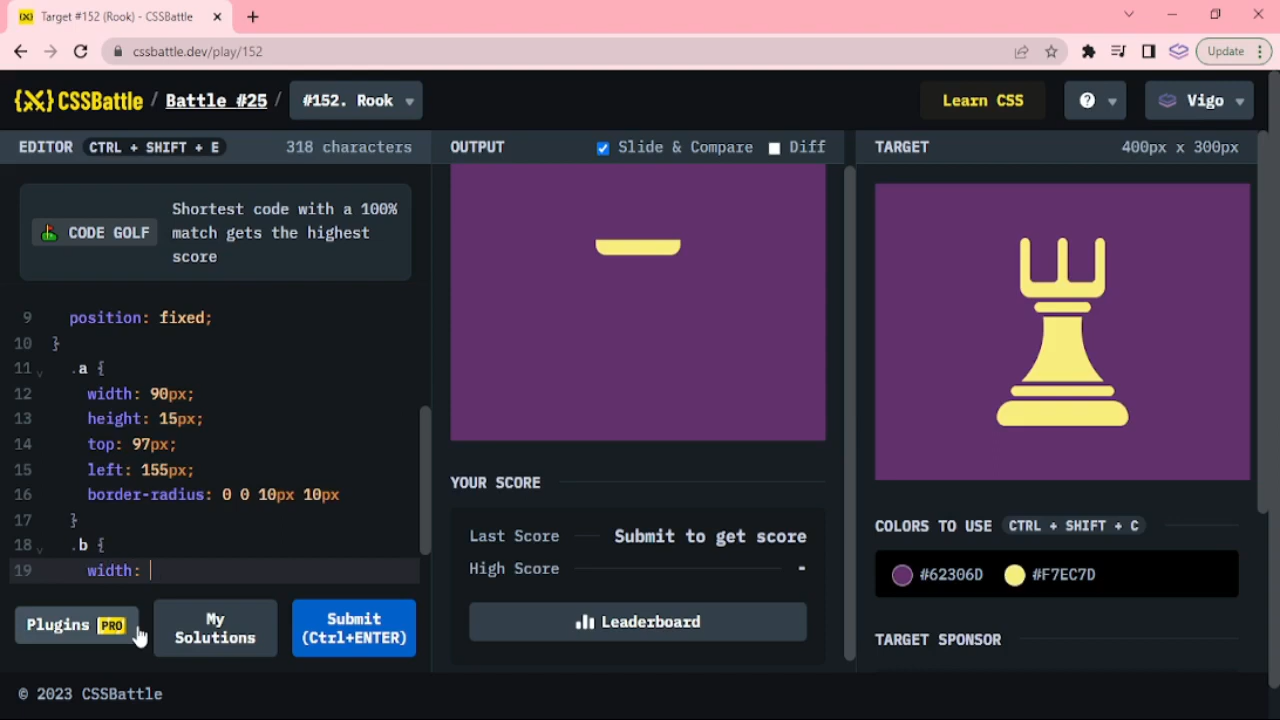 Target #152 (Rook) - CSSBattle
cssbattle.dev/play/152
Update
CSSBATTLE / Battle #25 / #152. Rook
Learn CSS
Vigo
EDITOR CTRL + SHIFT + E 318 characters
OUTPUT Slide & Compare Diff
TARGET 400px x 300px
CODE GOLF
Shortest code with a 100%
match gets the highest
score
9 position: fixed;
10 }
11 .a {
12 width: 90px;
13 height: 15px;
14 top: 97px;
15 left: 155px;
16 border-radius: 0 0 10px 10px
17 }
18 .b {
19 width:
Plugins PRO
My
Solutions
Submit
(Ctrl+ENTER)
YOUR SCORE
Last Score Submit to get score
High Score -
Leaderboard
COLORS TO USE CTRL + SHIFT + C
#62306D #F7EC7D
TARGET SPONSOR
© 2023 CSSBattle